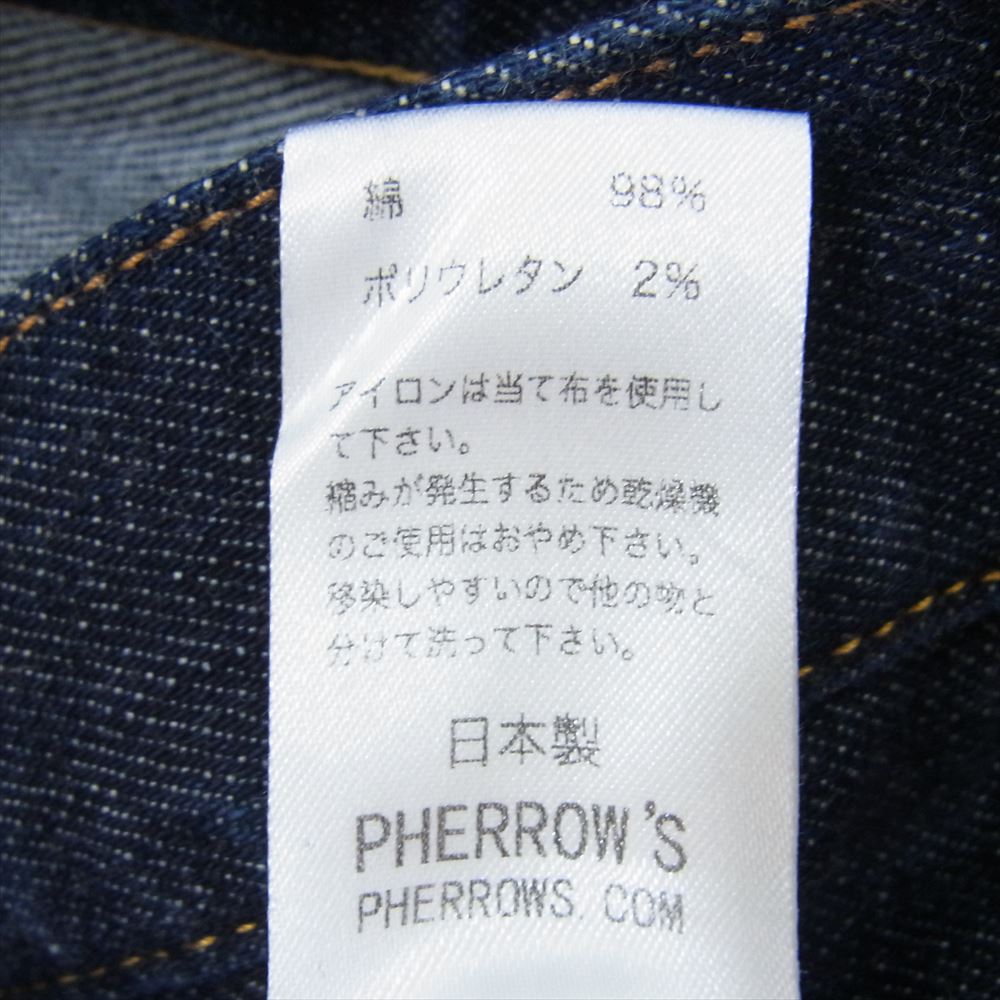 綿 98%
ポリウレタン 2%
アイロンは当て布を使用し
て下さい。
縮みが発生するため乾燥機
のご使用はおやめ下さい。
移染しやすいので他の物と
分けて洗って下さい。
日本製
PHERROW'S
PHERROWS.COM